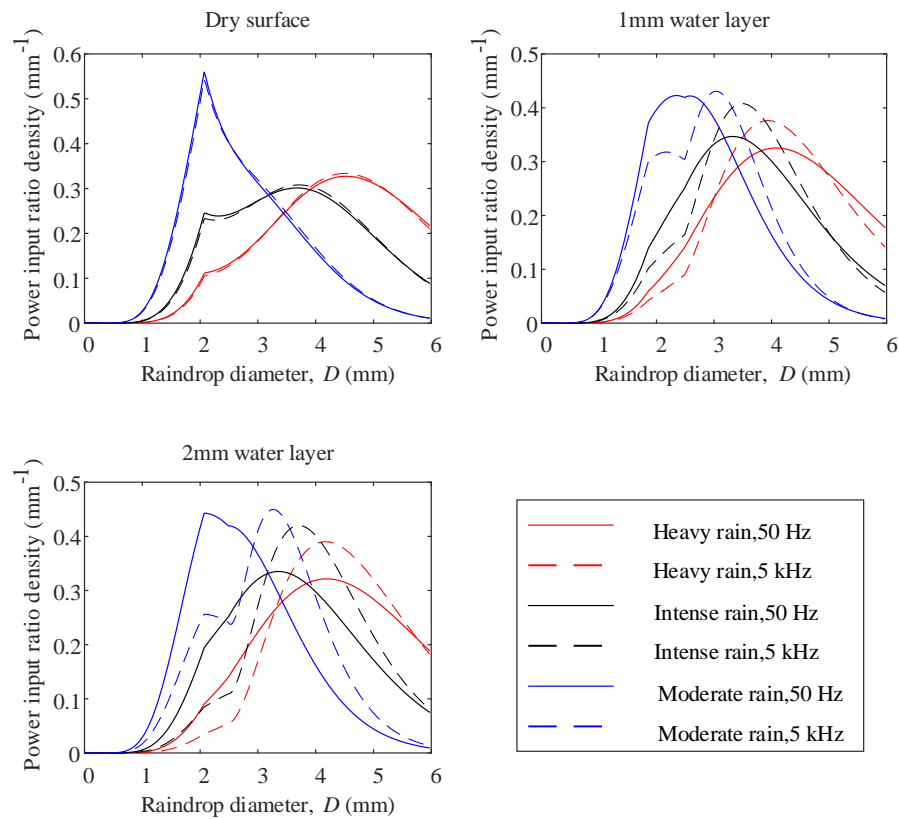 Dry surface
Power input ratio density (mm-1)
0.6
0.5
0.4
0.3
0.2
0.1
0
0 1 2 3 4 5 6
Raindrop diameter, D (mm)
1mm water layer
Power input ratio density (mm-1)
0.5
0.4
0.3
0.2
0.1
0
0 1 2 3 4 5 6
Raindrop diameter, D (mm)
2mm water layer
Power input ratio density (mm-1)
0.5
0.4
0.3
0.2
0.1
0
0 1 2 3 4 5 6
Raindrop diameter, D (mm)
Heavy rain,50 Hz
Heavy rain,5 kHz
Intense rain,50 Hz
Intense rain,5 kHz
Moderate rain,50 Hz
Moderate rain,5 kHz